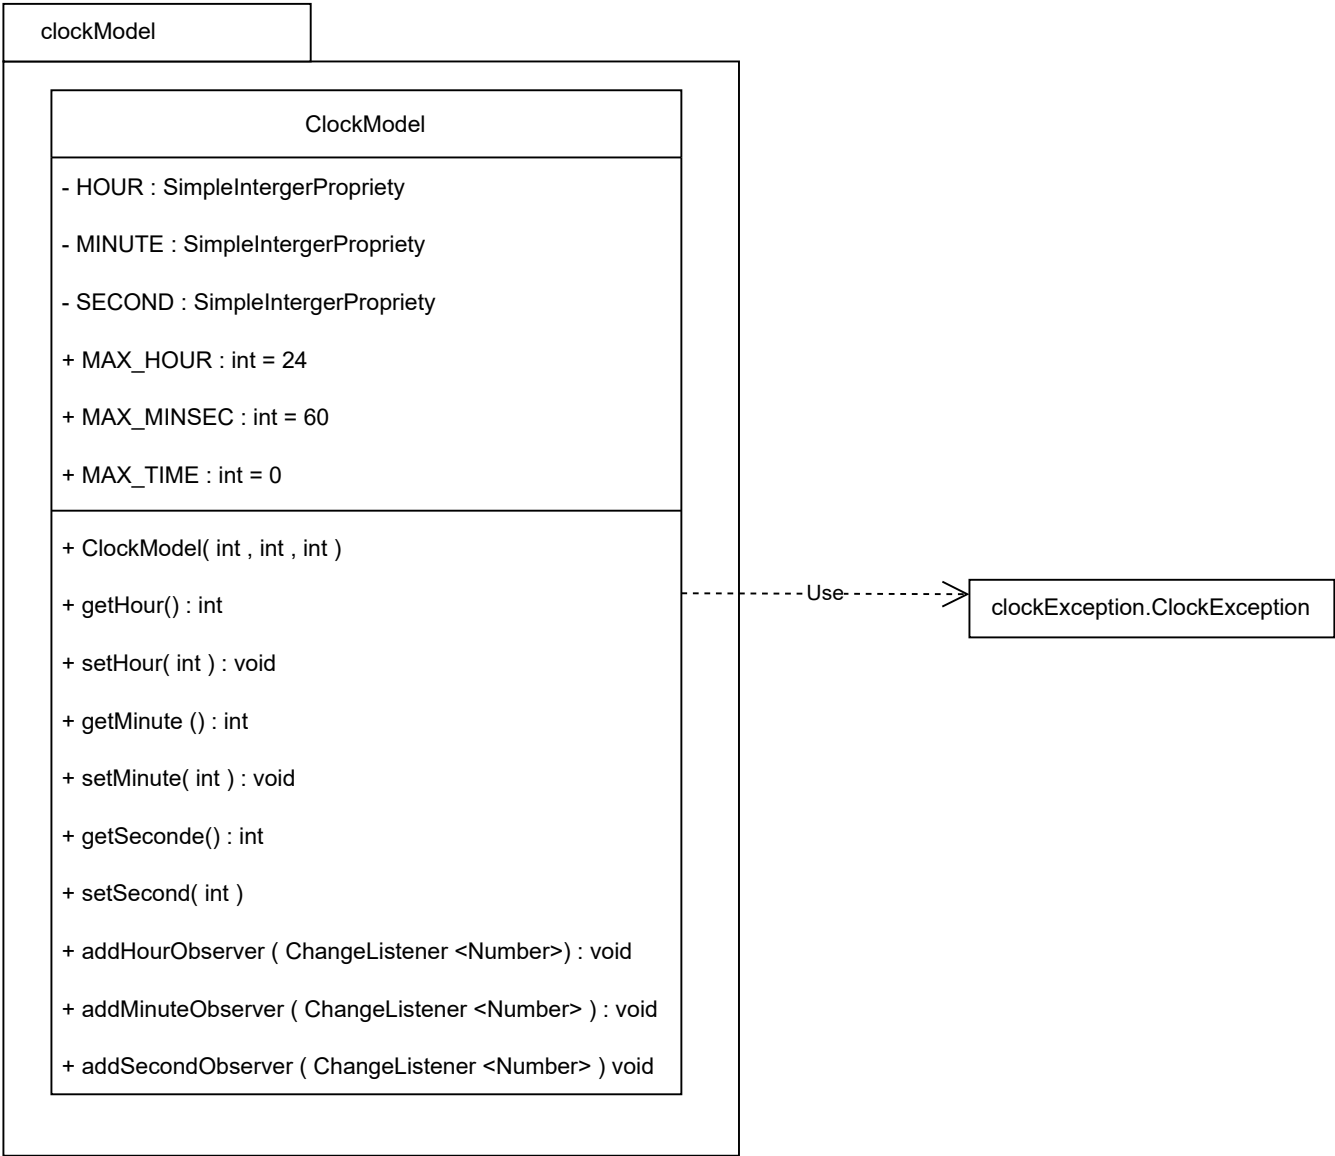 clockModel
ClockModel
- HOUR : SimpleIntergerPropriety
- MINUTE : SimpleIntergerPropriety
- SECOND : SimpleIntergerPropriety
+ MAX_HOUR : int = 24
+ MAX_MINSEC : int = 60
+ MAX_TIME : int = 0
+ ClockModel( int , int , int )
+ getHour() : int
+ setHour( int ) : void
+ getMinute () : int
+ setMinute( int ) : void
+ getSeconde() : int
+ setSecond( int )
+ addHourObserver ( ChangeListener <Number>) : void
+ addMinuteObserver ( ChangeListener <Number> ) : void
+ addSecondObserver ( ChangeListener <Number> ) void
Use
clockException.ClockException